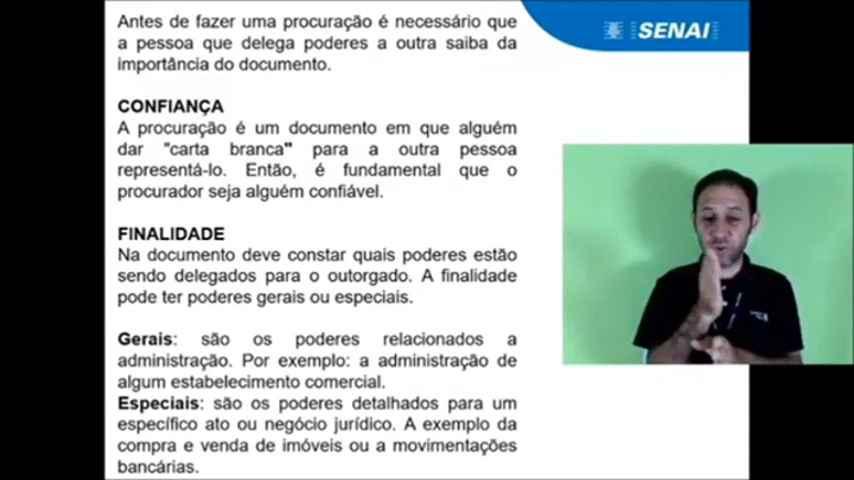 Antes de fazer uma procuração é necessário que
a pessoa que delega poderes a outra saiba da
importância do documento.
CONFIANÇA
A procuração é um documento em que alguém
dar "carta branca" para a outra pessoa
representá-lo. Então, é fundamental que o
procurador seja alguém confiável.
FINALIDADE
Na documento deve constar quais poderes estão
sendo delegados para o outorgado. A finalidade
pode ter poderes gerais ou especiais.
Gerais: são os poderes relacionados a
administração. Por exemplo: a administração de
algum estabelecimento comercial.
Especiais: são os poderes detalhados para um
específico ato ou negócio jurídico. A exemplo da
compra e venda de imóveis ou a movimentações
bancárias.
SENAI